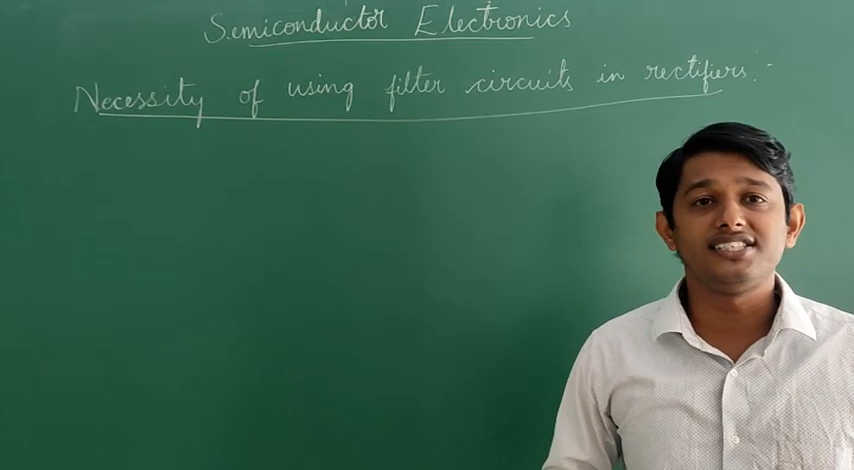 Semiconductor Electronics
Necessity of using filter circuits in rectifiers:-